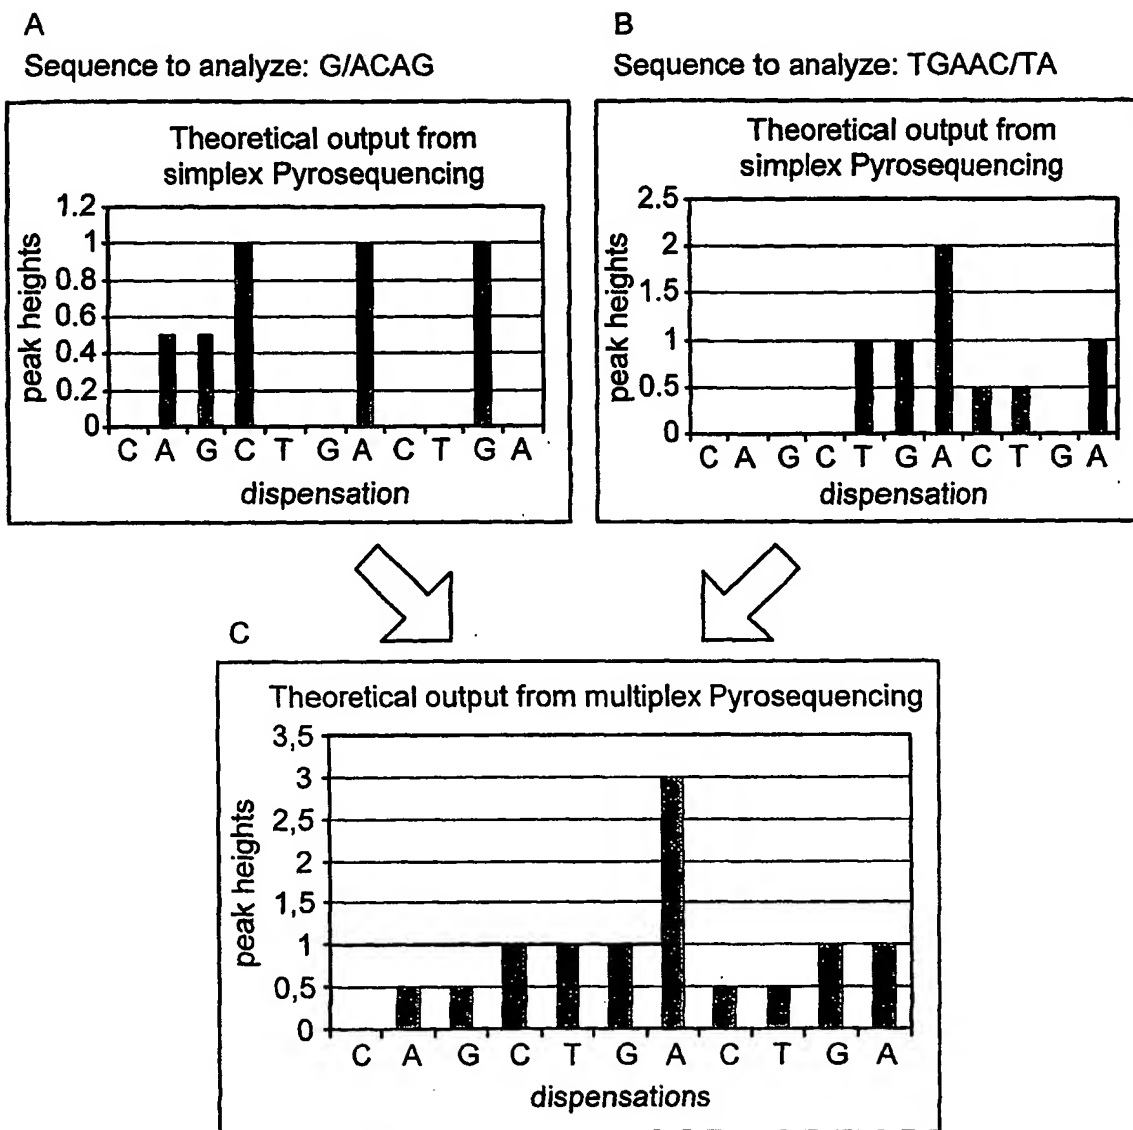 A
Sequence to analyze: G/ACAG
Theoretical output from
simplex Pyrosequencing
peak heights
1.2
1
0.8
0.6
0.4
0.2
0
C A G C T G A C T G A
dispensation
B
Sequence to analyze: TGAAC/TA
Theoretical output from
simplex Pyrosequencing
peak heights
2.5
2
1.5
1
0.5
0
C A G C T G A C T G A
dispensation
C
Theoretical output from multiplex Pyrosequencing
peak heights
3,5
3
2,5
2
1,5
1
0,5
0
C A G C T G A C T G A
dispensations